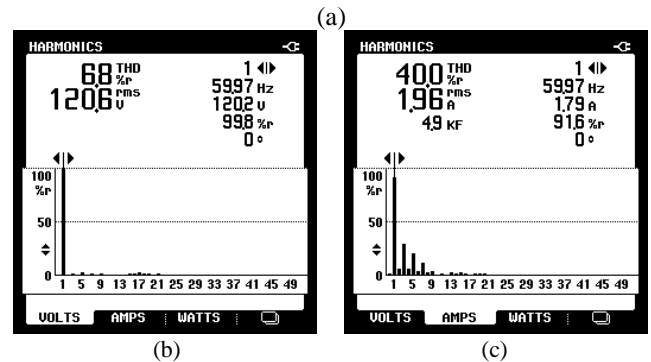 (a)
HARMONICS
6.8 THD %r
120.6 rms V
1
59.97 Hz
120.2 V
99.8 %r
0 °
100
%r
50
0
1 5 9 13 17 21 25 29 33 37 41 45 49
VOLTS AMPS WATTS
(b)
HARMONICS
40.0 THD %r
1.96 rms A
4.9 KF
1
59.97 Hz
1.79 A
91.6 %r
0 °
100
%r
50
0
1 5 9 13 17 21 25 29 33 37 41 45 49
VOLTS AMPS WATTS
(c)